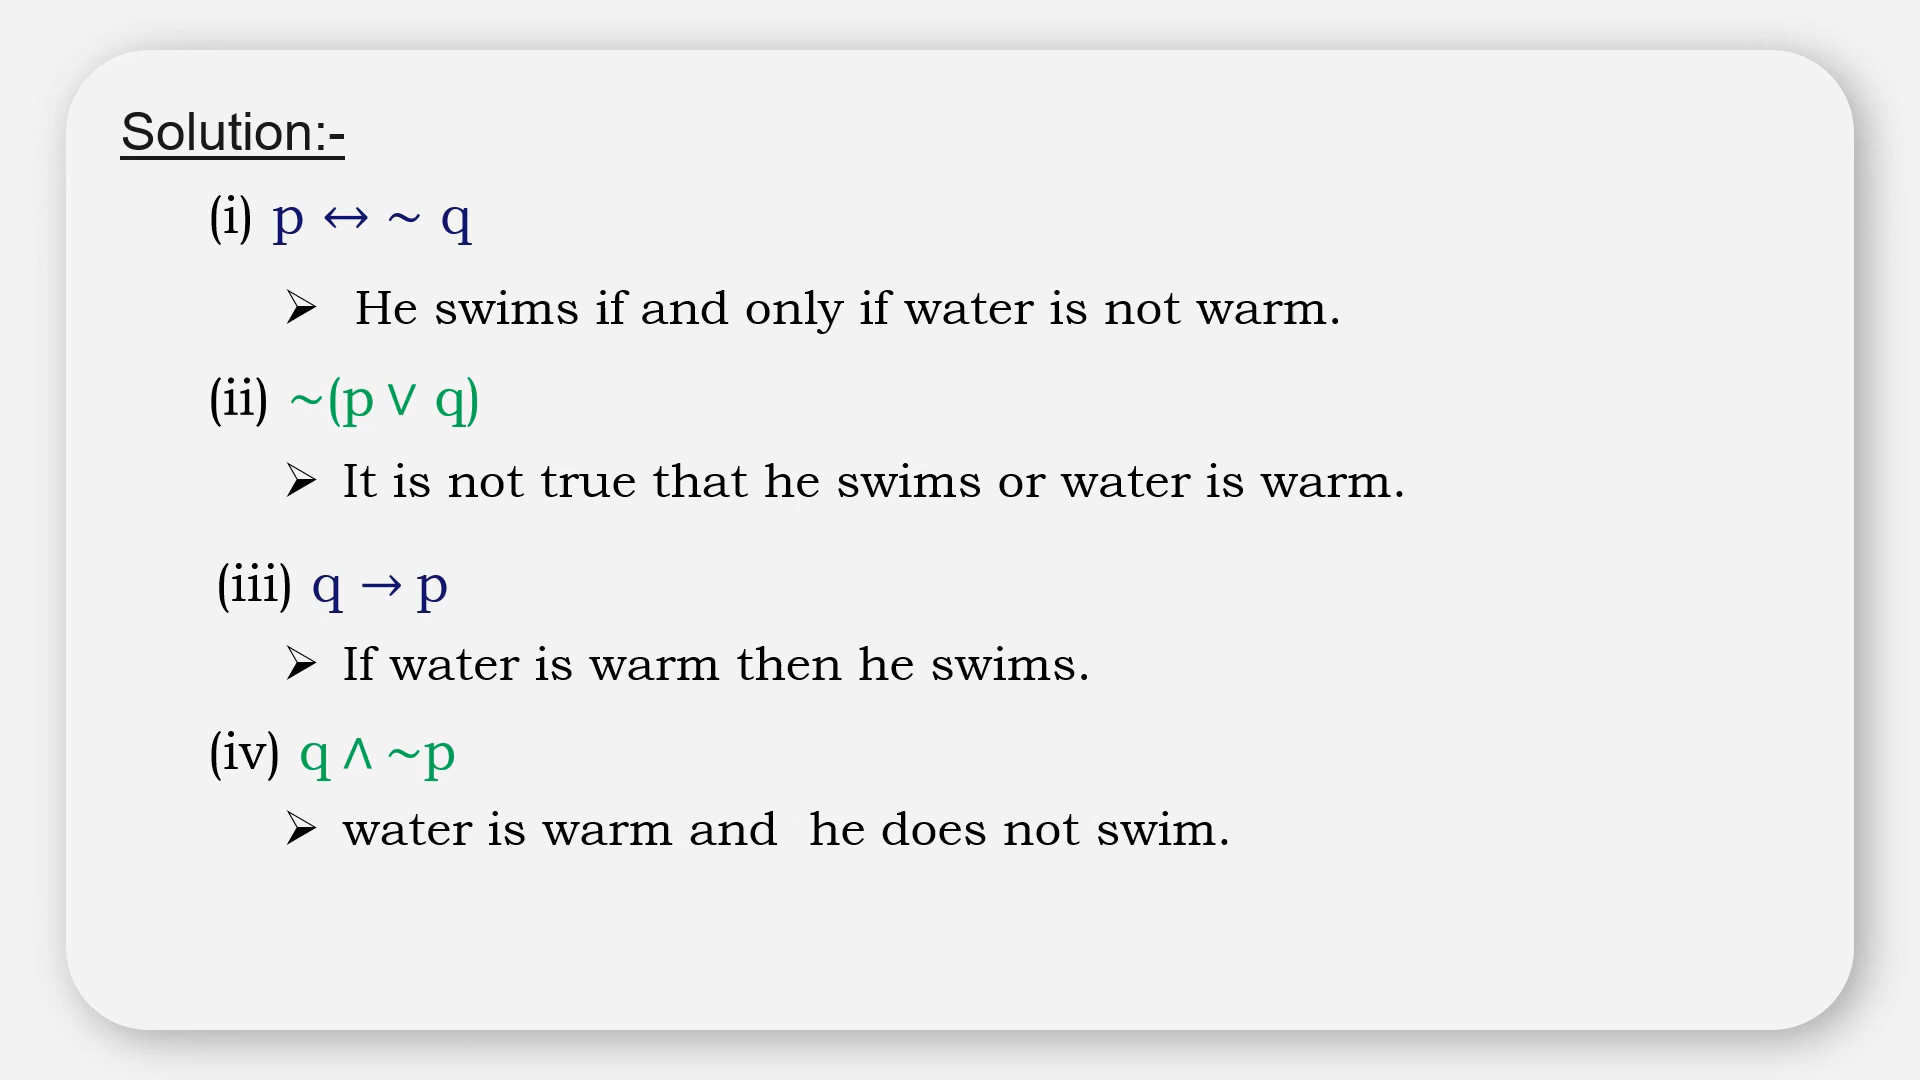 Solution:-
(i) p ↔ ~ q
➢ He swims if and only if water is not warm.
(ii) ~(p ∨ q)
➢ It is not true that he swims or water is warm.
(iii) q → p
➢ If water is warm then he swims.
(iv) q ∧ ~p
➢ water is warm and  he does not swim.